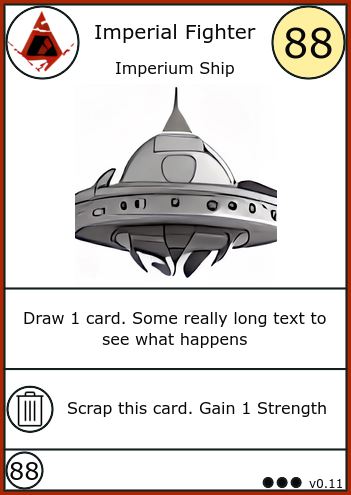 Imperial Fighter
88
Imperium Ship
Draw 1 card. Some really long text to
see what happens
Scrap this card. Gain 1 Strength
88
v0.11